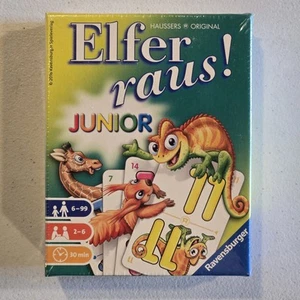 Elfer
HAUSSERS ORIGINAL
raus!
JUNIOR
7
14
11
11
6-99
2-6
30 min
Ravensburger